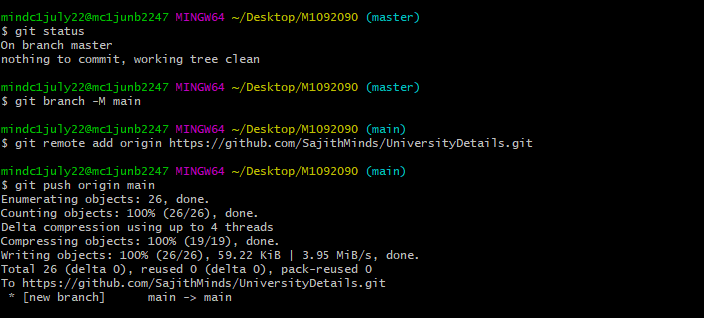 mindc1july22@mc1junb2247 MINGW64 ~/Desktop/M1092090 (master)
$ git status
On branch master
nothing to commit, working tree clean
mindc1july22@mc1junb2247 MINGW64 ~/Desktop/M1092090 (master)
$ git branch -M main
mindc1july22@mc1junb2247 MINGW64 ~/Desktop/M1092090 (main)
$ git remote add origin https://github.com/SajithMinds/UniversityDetails.git
mindc1july22@mc1junb2247 MINGW64 ~/Desktop/M1092090 (main)
$ git push origin main
Enumerating objects: 26, done.
Counting objects: 100% (26/26), done.
Delta compression using up to 4 threads
Compressing objects: 100% (19/19), done.
Writing objects: 100% (26/26), 59.22 KiB | 3.95 MiB/s, done.
Total 26 (delta 0), reused 0 (delta 0), pack-reused 0
To https://github.com/SajithMinds/UniversityDetails.git
 * [new branch]      main -> main